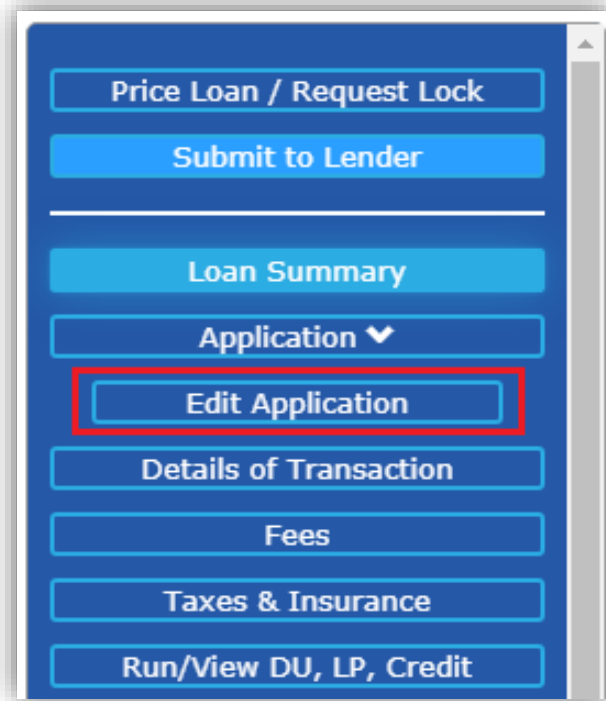 Price Loan / Request Lock
Submit to Lender
Loan Summary
Application
Edit Application
Details of Transaction
Fees
Taxes & Insurance
Run/View DU, LP, Credit